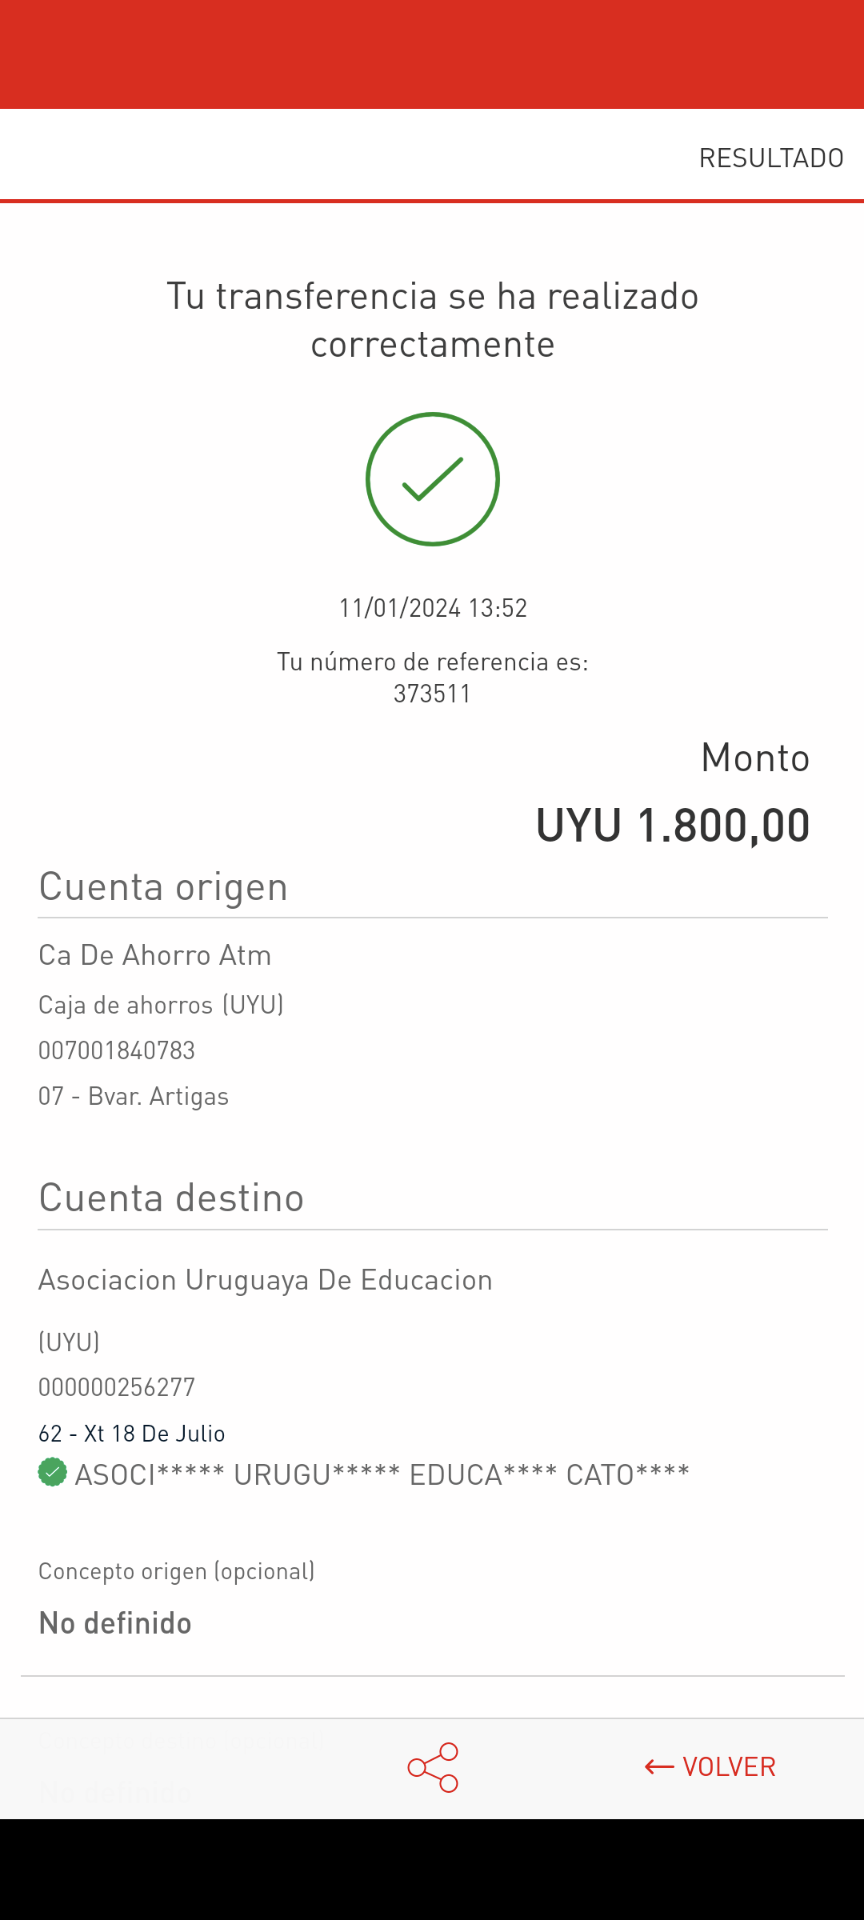 RESULTADO
Tu transferencia se ha realizado
correctamente
11/01/2024 13:52
Tu número de referencia es:
373511
Monto
UYU 1.800,00
Cuenta origen
Ca De Ahorro Atm
Caja de ahorros (UYU)
007001840783
07 - Bvar. Artigas
Cuenta destino
Asociacion Uruguaya De Educacion
(UYU)
000000256277
62 - Xt 18 De Julio
ASOCI***** URUGU***** EDUCA**** CATO****
Concepto origen (opcional)
No definido
No definido
← VOLVER